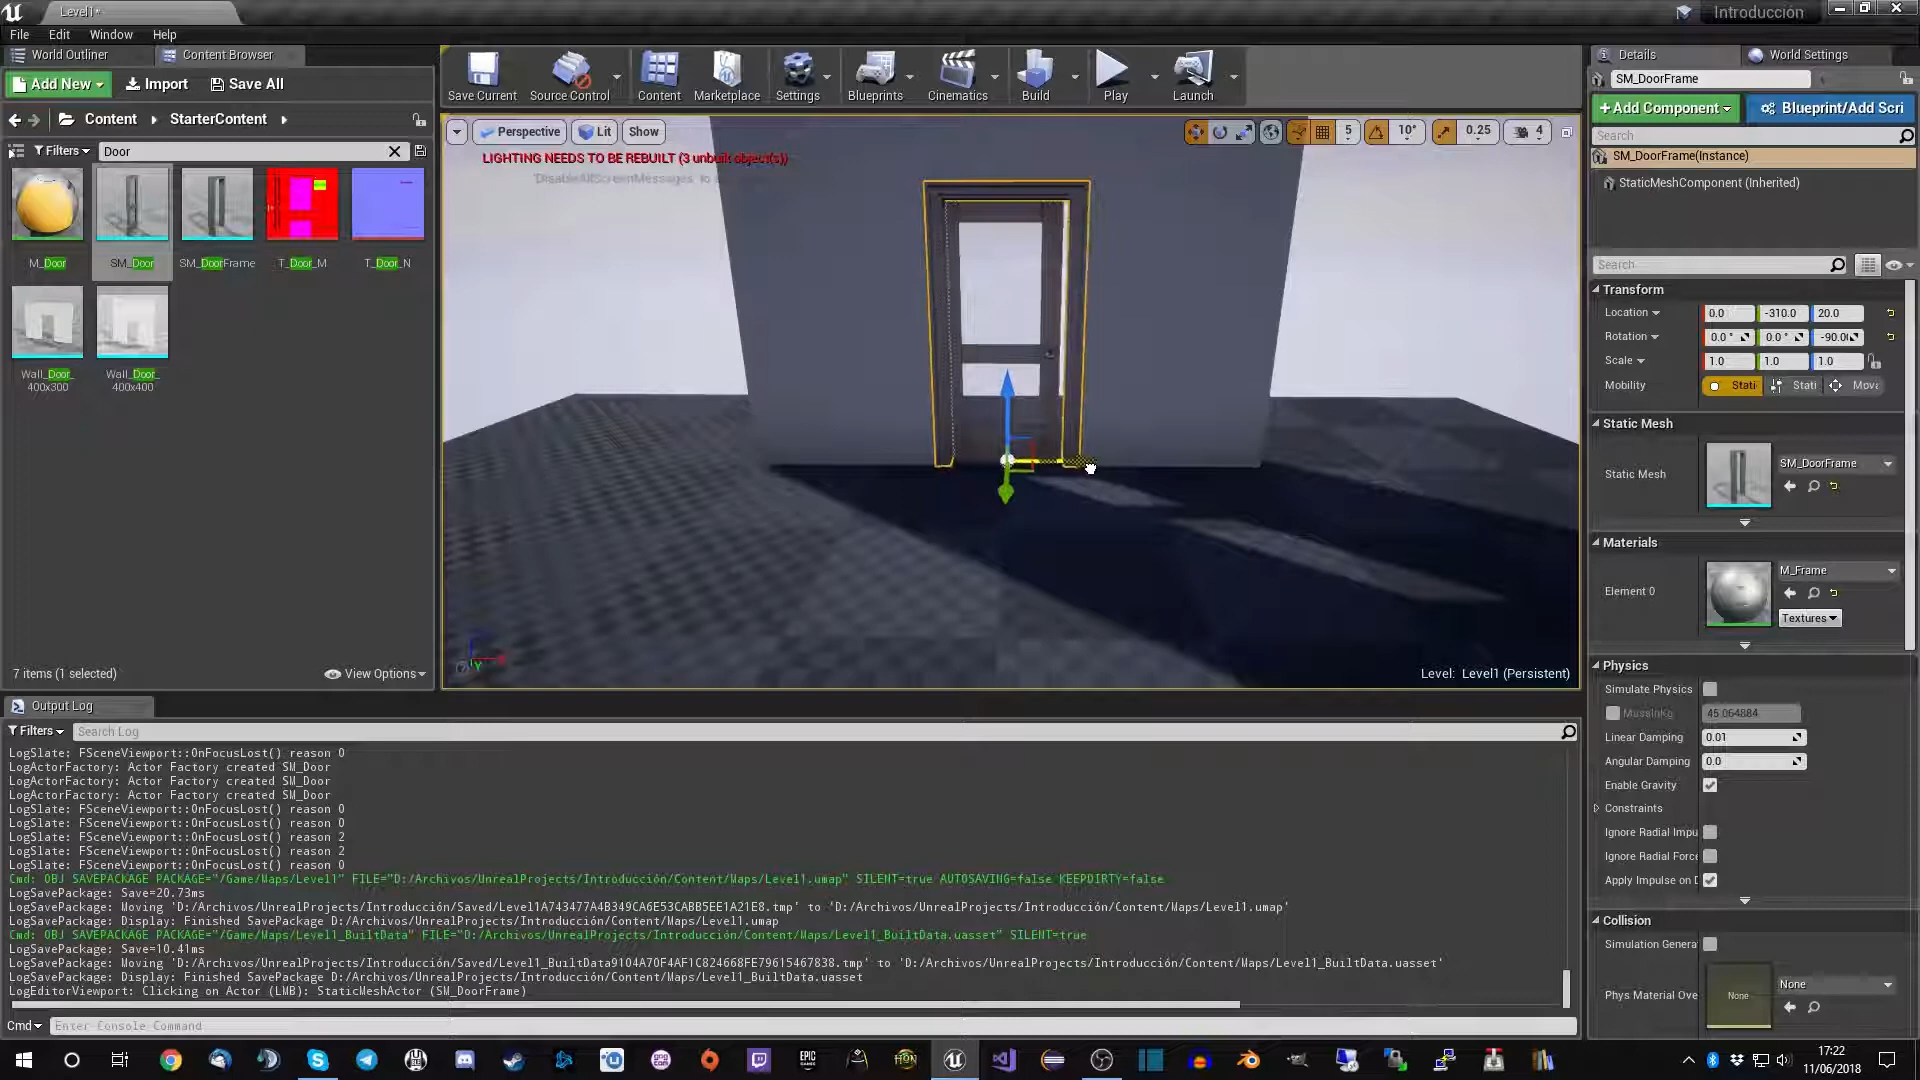 Level1*
Introducción
File Edit Window Help
World Outliner
Content Browser
Add New
Import
Save All
Content
StarterContent
Filters
Door
M_Door
SM_Door
SM_DoorFrame
T_Door_M
T_Door_N
Wall_Door_400x300
Wall_Door_400x400
7 items (1 selected)
View Options
Save Current
Source Control
Content
Marketplace
Settings
Blueprints
Cinematics
Build
Play
Launch
Perspective
Lit
Show
5
10°
0.25
4
LIGHTING NEEDS TO BE REBUILT (3 unbuilt object(s))
'DisableAllScreenMessages' to
Level: Level1 (Persistent)
Details
World Settings
SM_DoorFrame
+Add Component
Blueprint/Add Scri
Search
SM_DoorFrame(Instance)
StaticMeshComponent (Inherited)
Search
Transform
Location 0.0 -310.0 20.0
Rotation 0.0° 0.0° -90.0
Scale 1.0 1.0 1.0
Mobility Stati Stati Mova
Static Mesh
Static Mesh
SM_DoorFrame
Materials
Element 0
M_Frame
Textures
Physics
Simulate Physics
MassInKg 45.064884
Linear Damping 0.01
Angular Damping 0.0
Enable Gravity
Constraints
Ignore Radial Impu
Ignore Radial Force
Apply Impulse on D
Collision
Simulation Genera
Phys Material Ove
None
None
Output Log
Filters
Search Log
LogSlate: FSceneViewport::OnFocusLost() reason 0
LogActorFactory: Actor Factory created SM_Door
LogActorFactory: Actor Factory created SM_Door
LogActorFactory: Actor Factory created SM_Door
LogSlate: FSceneViewport::OnFocusLost() reason 0
LogSlate: FSceneViewport::OnFocusLost() reason 0
LogSlate: FSceneViewport::OnFocusLost() reason 2
LogSlate: FSceneViewport::OnFocusLost() reason 2
LogSlate: FSceneViewport::OnFocusLost() reason 0
Cmd: OBJ SAVEPACKAGE PACKAGE="/Game/Maps/Level1" FILE="D:/Archivos/UnrealProjects/Introducción/Content/Maps/Level1.umap" SILENT=true AUTOSAVING=false KEEPDIRTY=false
LogSavePackage: Save=20.73ms
LogSavePackage: Moving 'D:/Archivos/UnrealProjects/Introducción/Saved/Level1A743477A4B349CA6E53CABB5EE1A21E8.tmp' to 'D:/Archivos/UnrealProjects/Introducción/Content/Maps/Level1.umap'
LogSavePackage: Display: Finished SavePackage D:/Archivos/UnrealProjects/Introducción/Content/Maps/Level1.umap
Cmd: OBJ SAVEPACKAGE PACKAGE="/Game/Maps/Level1_BuiltData" FILE="D:/Archivos/UnrealProjects/Introducción/Content/Maps/Level1_BuiltData.uasset" SILENT=true
LogSavePackage: Save=10.41ms
LogSavePackage: Moving 'D:/Archivos/UnrealProjects/Introducción/Saved/Level1_BuiltData9104A70F4AF1C824668FE79615467838.tmp' to 'D:/Archivos/UnrealProjects/Introducción/Content/Maps/Level1_BuiltData.uasset'
LogSavePackage: Display: Finished SavePackage D:/Archivos/UnrealProjects/Introducción/Content/Maps/Level1_BuiltData.uasset
LogEditorViewport: Clicking on Actor (LMB): StaticMeshActor (SM_DoorFrame)
Cmd
Enter Console Command
17:22
11/06/2018